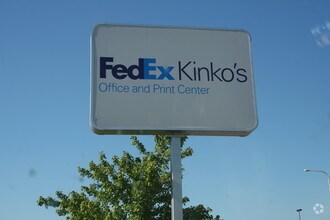 FedEx Kinko's
Office and Print Center